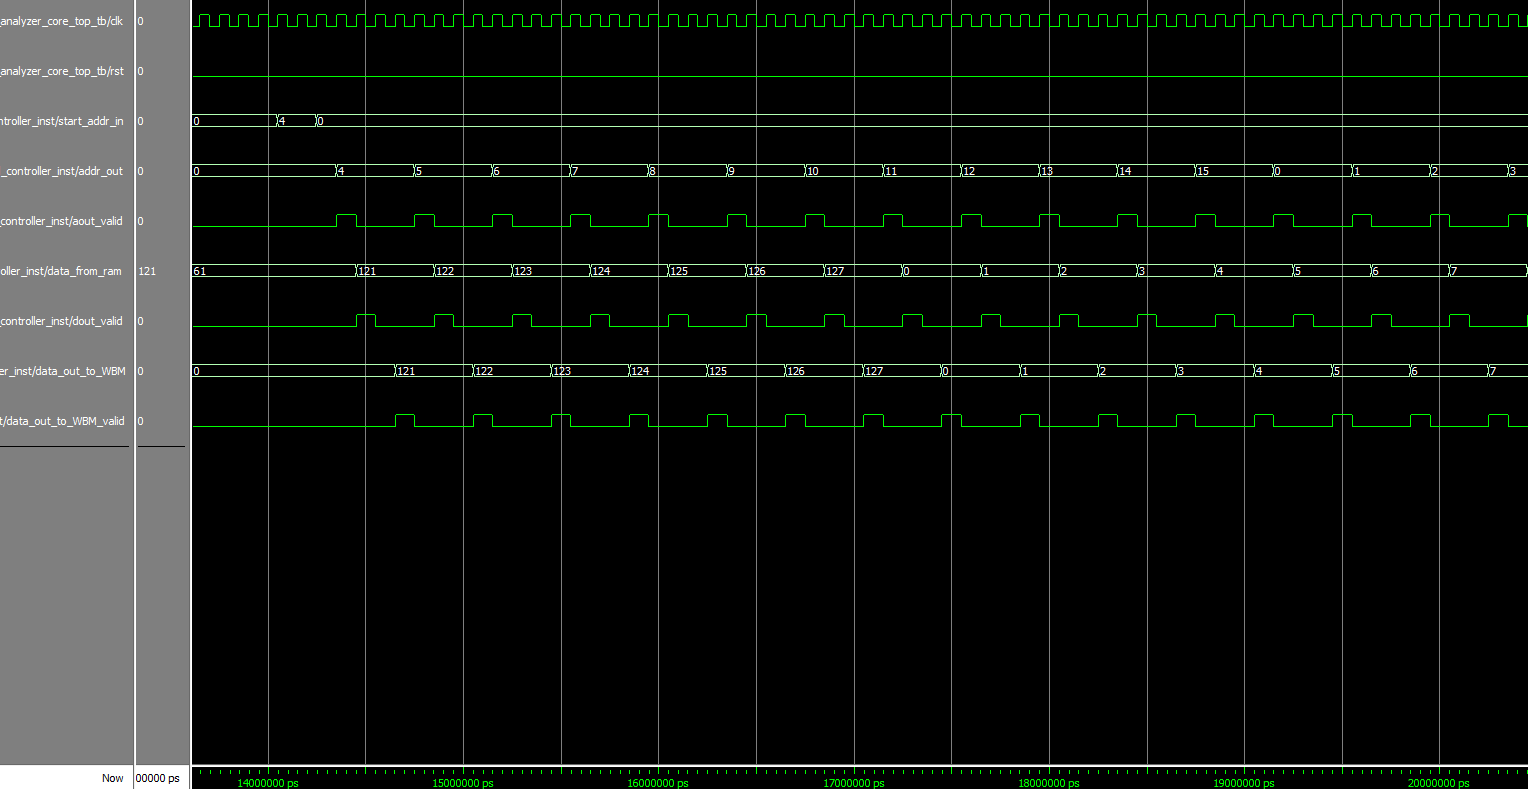 _analyzer_core_top_tb/clk 0
_analyzer_core_top_tb/rst 0
ntroller_inst/start_addr_in 0 0 4 0
_controller_inst/addr_out 0 0 4 5 6 7 8 9 10 11 12 13 14 15 0 1 2 3
controller_inst/aout_valid 0
oller_inst/data_from_ram 121 61 121 122 123 124 125 126 127 0 1 2 3 4 5 6 7
_controller_inst/dout_valid 0
er_inst/data_out_to_WBM 0 0 121 122 123 124 125 126 127 0 1 2 3 4 5 6 7
t/data_out_to_WBM_valid 0
Now 00000 ps 14000000 ps 15000000 ps 16000000 ps 17000000 ps 18000000 ps 19000000 ps 20000000 ps